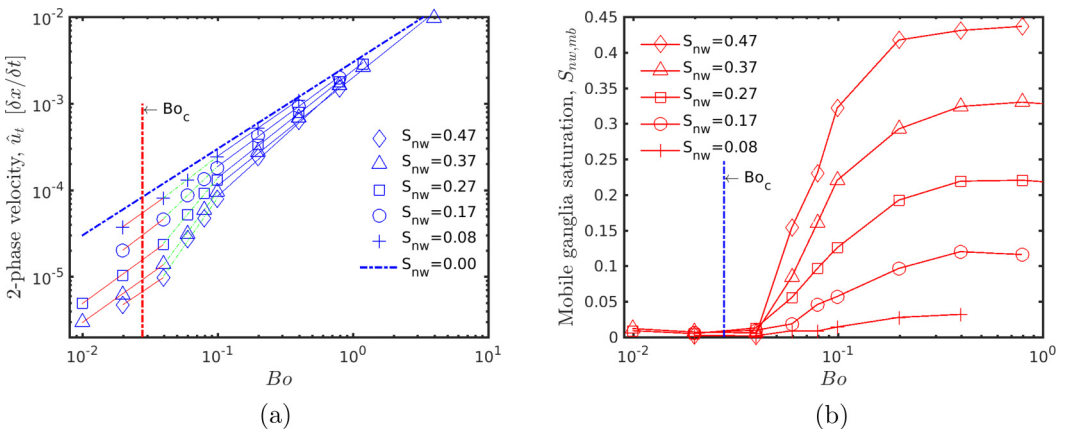 2-phase velocity, û_t [δx/δt]
10^-2
10^-3
10^-4
10^-5
←Bo_c
S_nw=0.47
S_nw=0.37
S_nw=0.27
S_nw=0.17
S_nw=0.08
S_nw=0.00
10^-2
10^-1
10^0
10^1
Bo
(a)
Mobile ganglia saturation, S_nw,mb
0.45
0.4
0.35
0.3
0.25
0.2
0.15
0.1
0.05
0
S_nw=0.47
S_nw=0.37
S_nw=0.27
S_nw=0.17
S_nw=0.08
←Bo_c
10^-2
10^-1
10^0
Bo
(b)